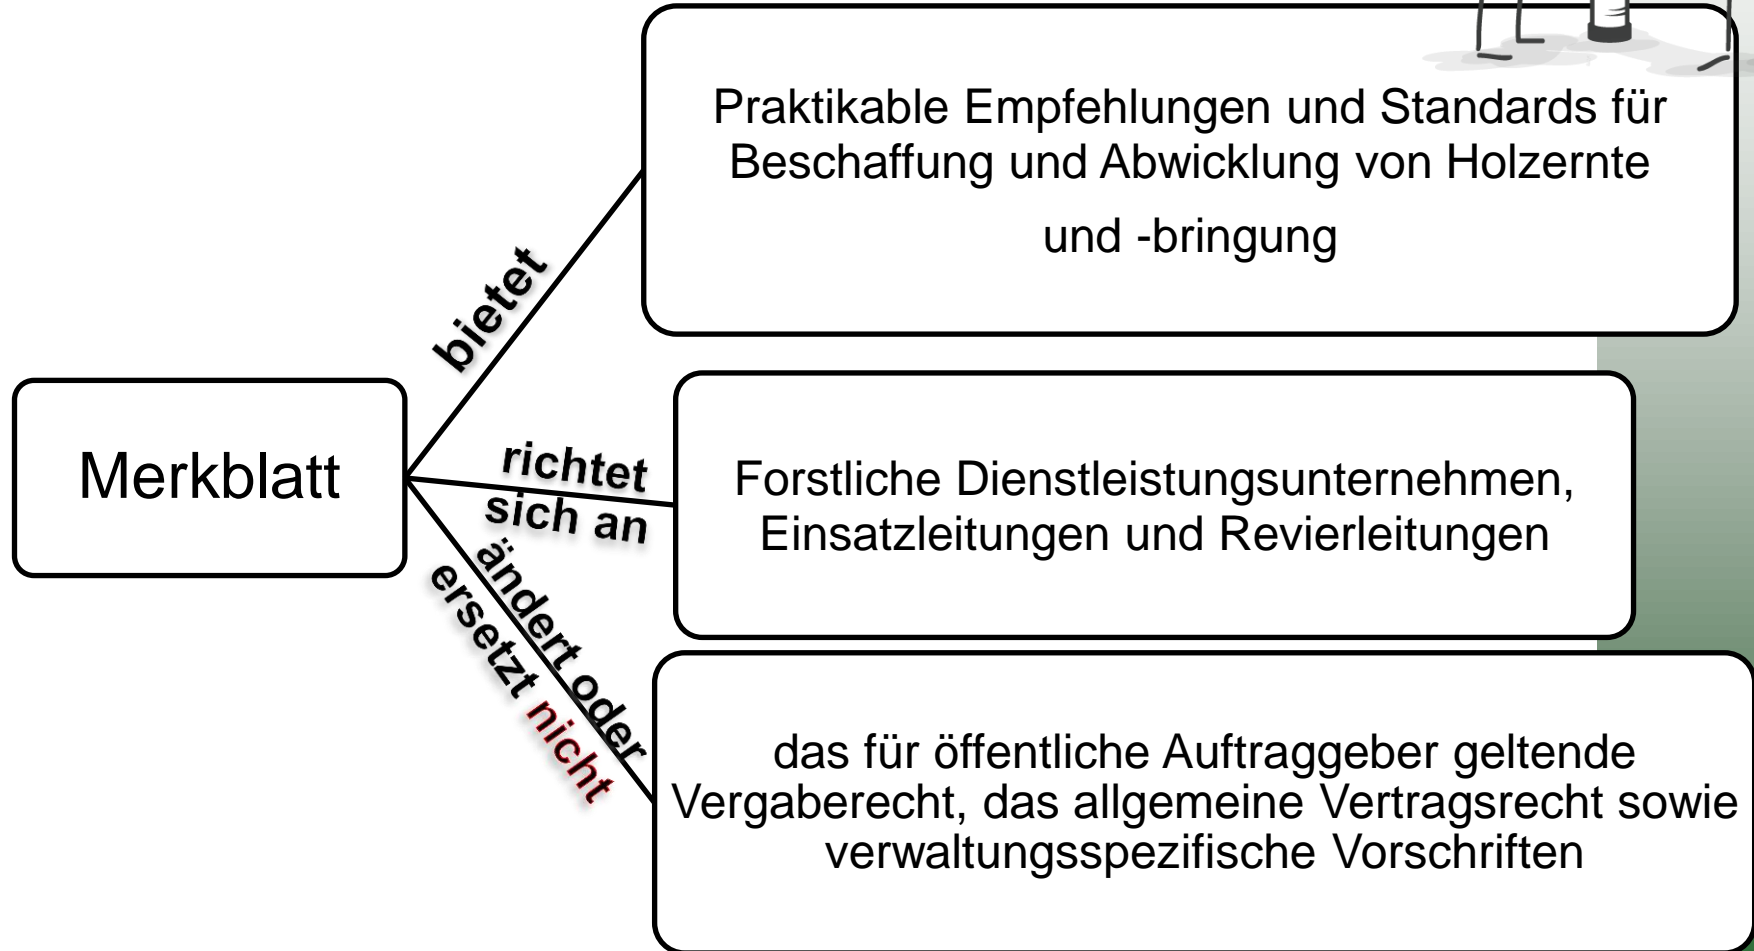 Praktikable Empfehlungen und Standards für
Beschaffung und Abwicklung von Holzernte
und -bringung
bietet
Merkblatt
richtet
sich an
Forstliche Dienstleistungsunternehmen,
Einsatzleitungen und Revierleitungen
ändert oder
ersetzt nicht
das für öffentliche Auftraggeber geltende
Vergaberecht, das allgemeine Vertragsrecht sowie
verwaltungsspezifische Vorschriften